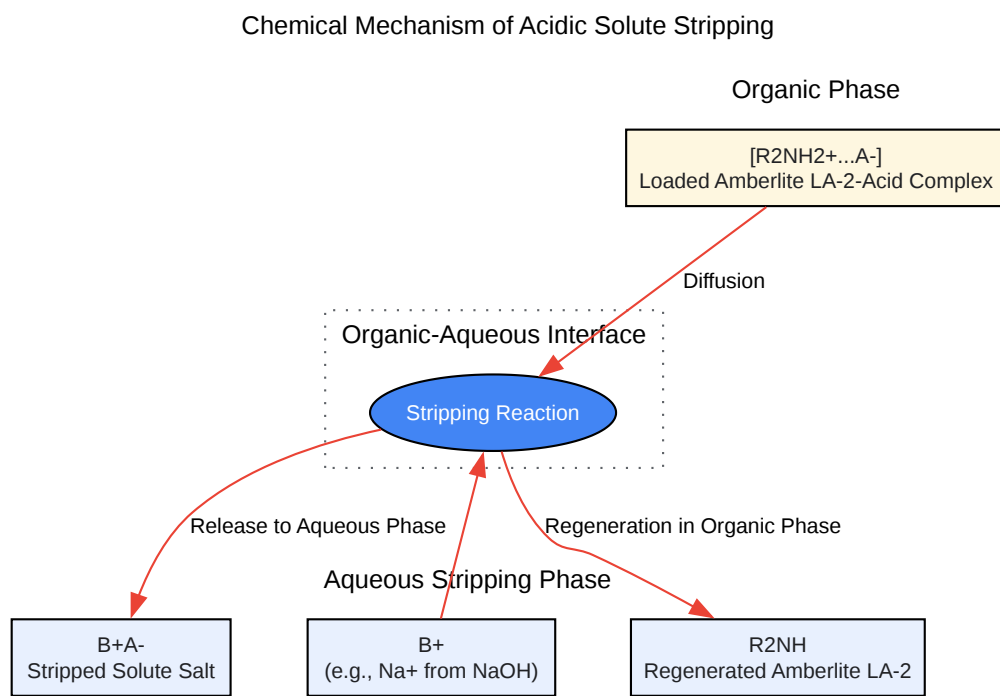 Chemical Mechanism of Acidic Solute Stripping
Organic Phase
[R2NH2+...A-]
Loaded Amberlite LA-2-Acid Complex
Diffusion
Organic-Aqueous Interface
Stripping Reaction
Release to Aqueous Phase
Regeneration in Organic Phase
Aqueous Stripping Phase
B+A-
Stripped Solute Salt
B+
(e.g., Na+ from NaOH)
R2NH
Regenerated Amberlite LA-2